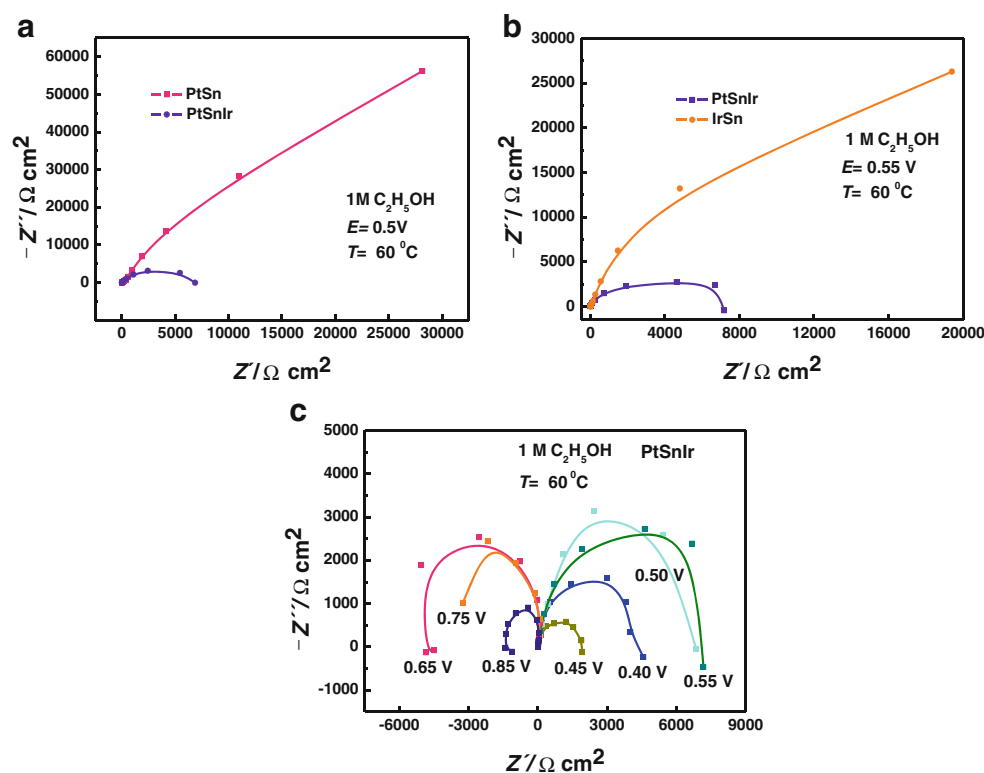 a
60000
50000
40000
30000
20000
10000
0
0 5000 10000 15000 20000 25000 30000
− Z´´/ Ω cm²
Z´/ Ω cm²
PtSn
PtSnIr
1M C₂H₅OH
E= 0.5V
T= 60 ⁰C
b
30000
25000
20000
15000
10000
5000
0
0 4000 8000 12000 16000 20000
− Z´´/ Ω cm²
Z´/ Ω cm²
PtSnIr
IrSn
1 M C₂H₅OH
E= 0.55 V
T= 60 ⁰C
c
5000
4000
3000
2000
1000
0
-1000
-6000 -3000 0 3000 6000 9000
− Z´´/ Ω cm²
Z´/ Ω cm²
1 M C₂H₅OH PtSnIr
T= 60 ⁰C
0.50 V
0.75 V
0.65 V 0.85 V 0.45 V 0.40 V 0.55 V